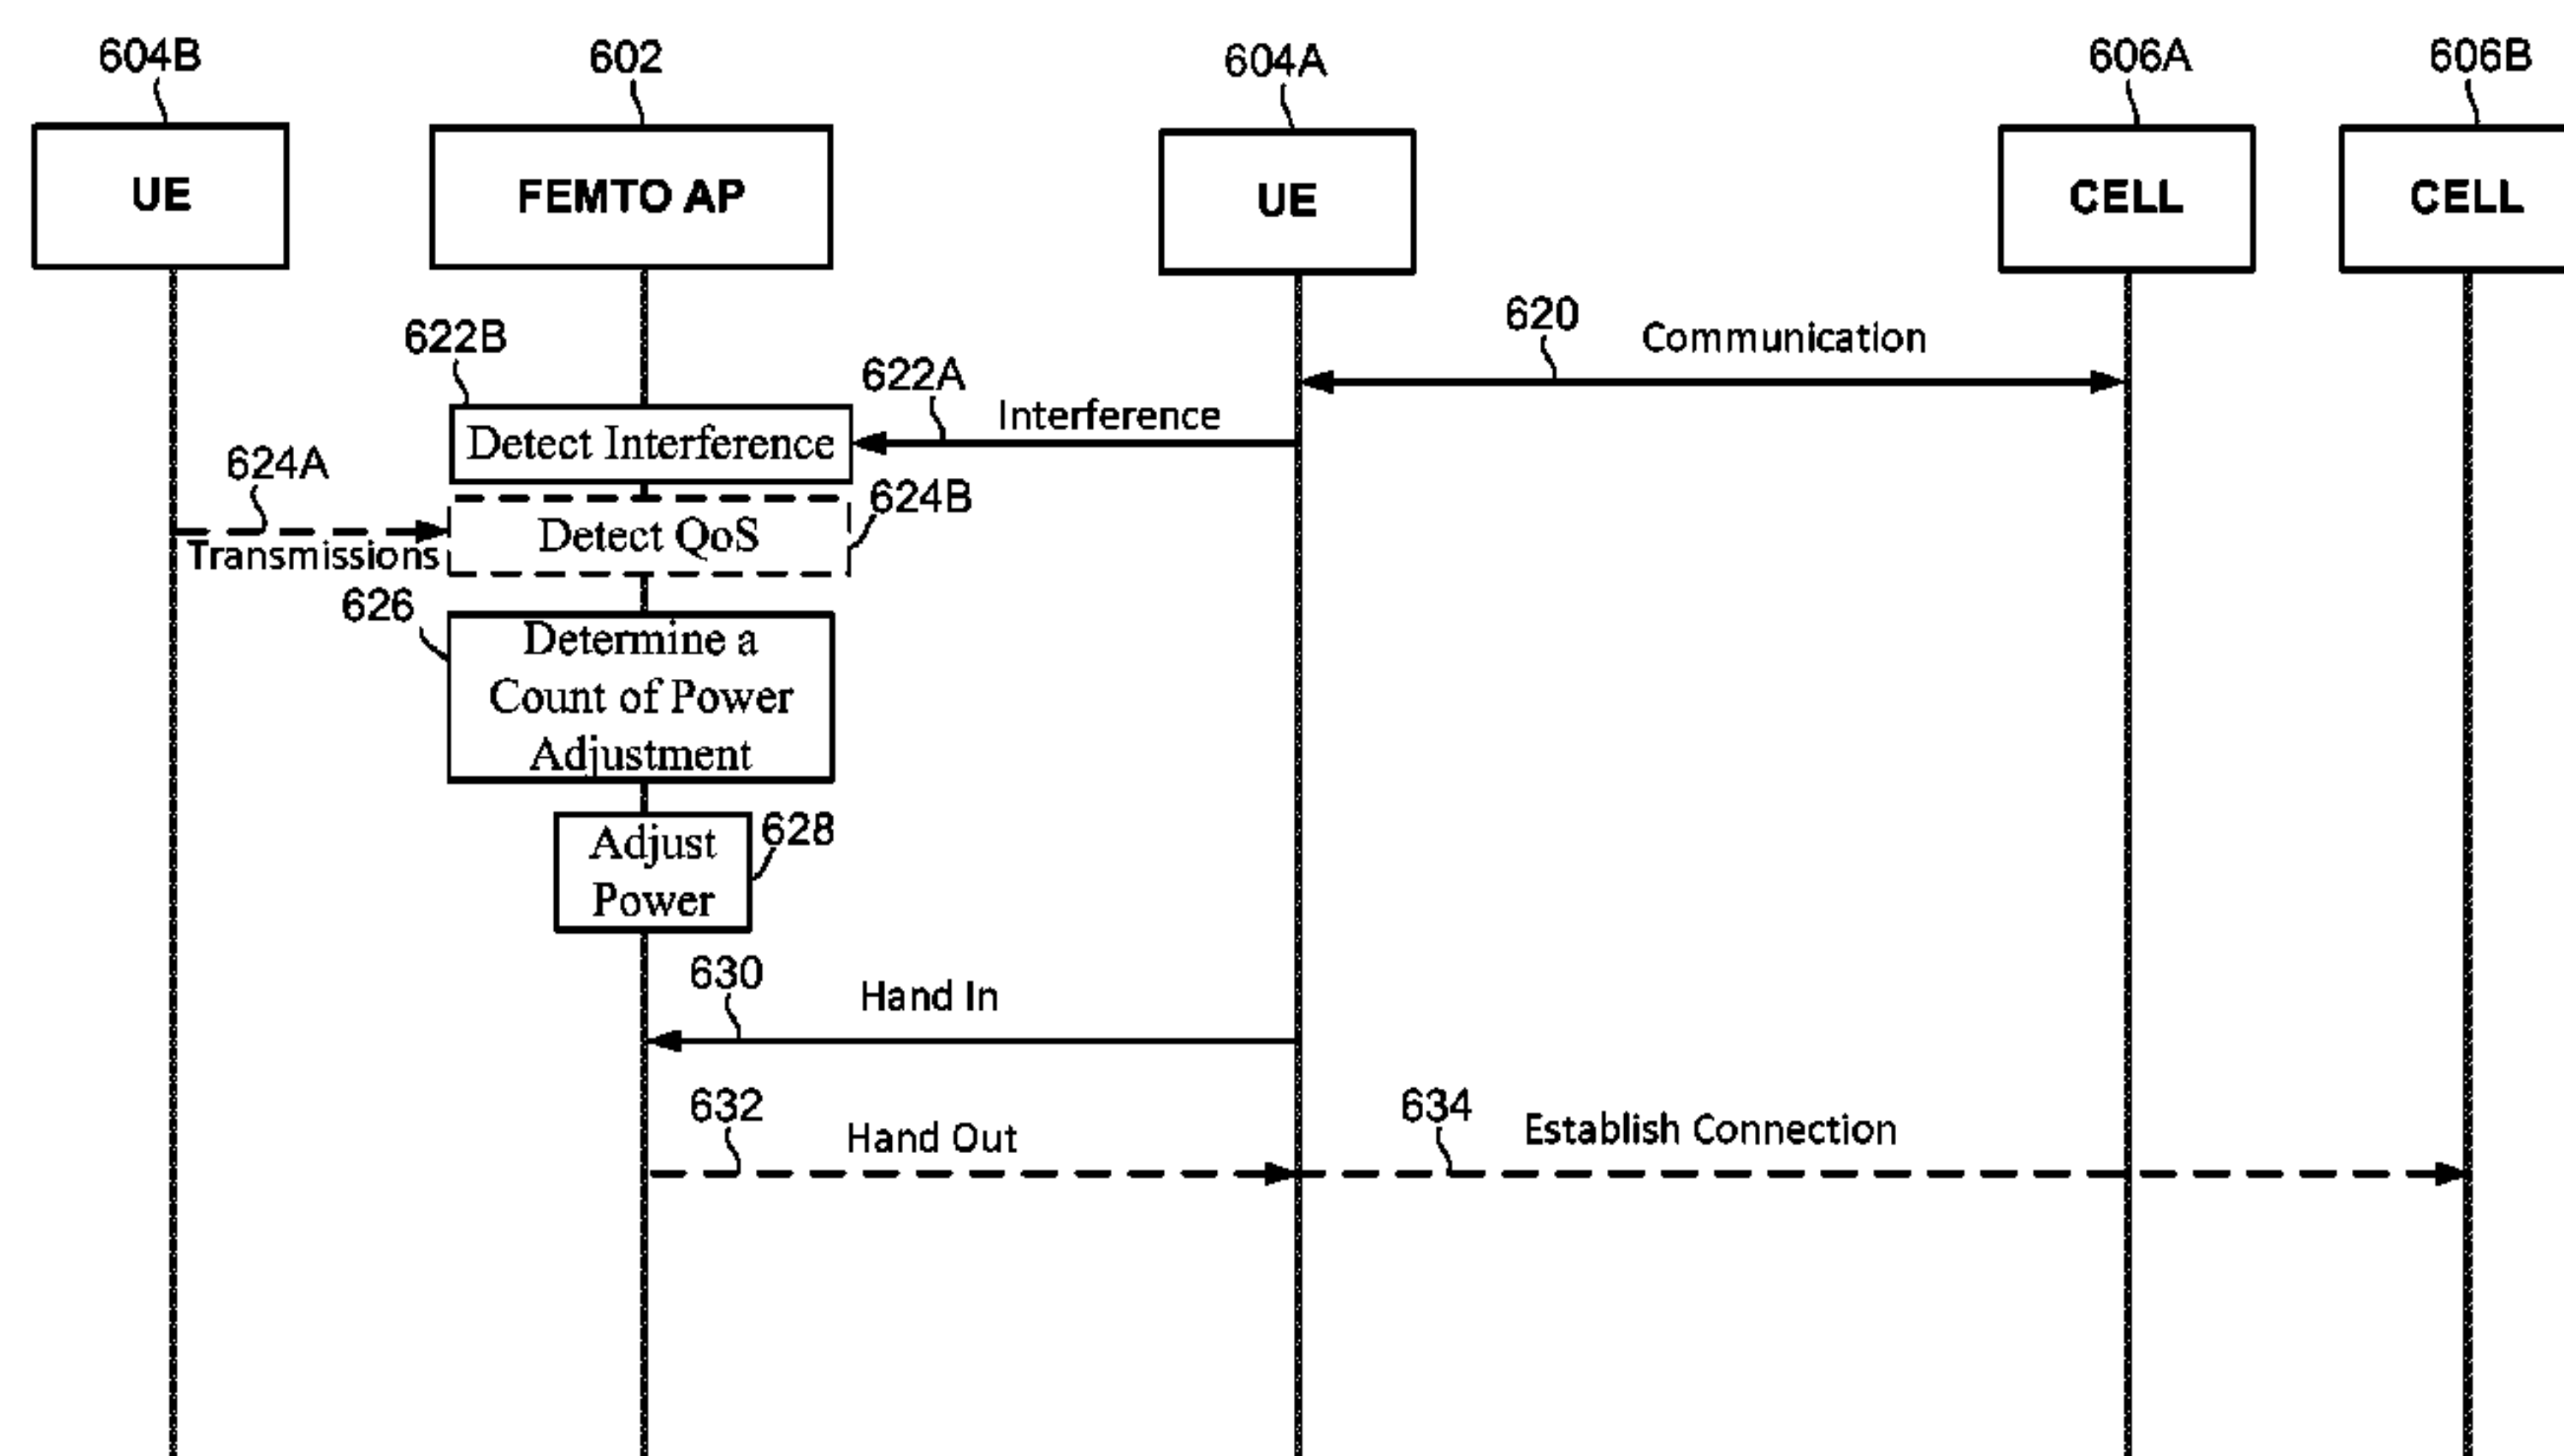 604B
602
604A
606A
606B
UE
FEMTO AP
UE
CELL
CELL
620
Communication
622B
622A
Interference
Detect Interference
624A
624B
Transmissions
Detect QoS
626
Determine a
Count of Power
Adjustment
628
Adjust
Power
630
Hand In
632
Hand Out
634
Establish Connection